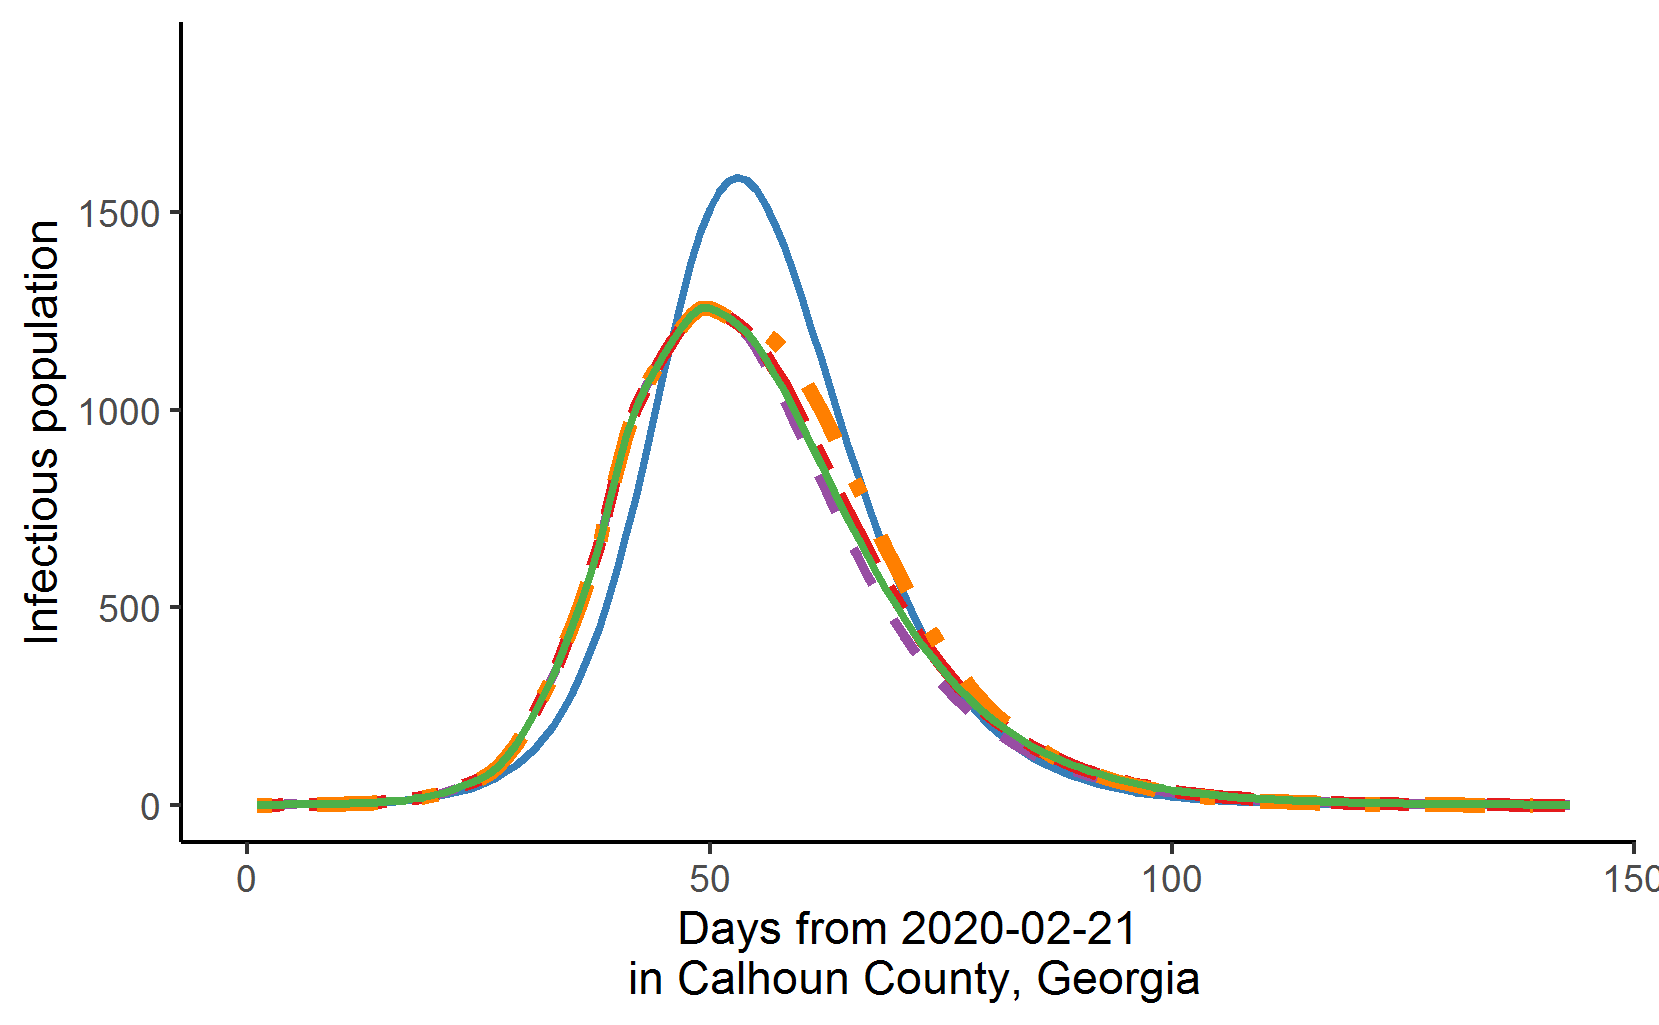 Infectious population
1500
1000
500
0
0 50 100 150
Days from 2020-02-21
in Calhoun County, Georgia